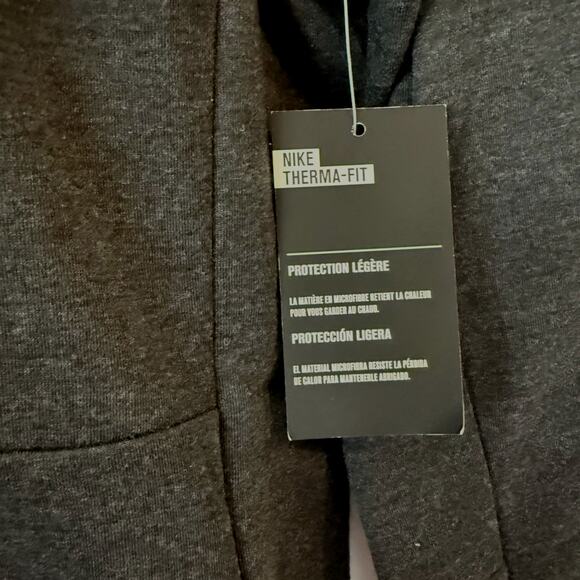 NIKE
THERMA-FIT
PROTECTION LÉGÈRE
LA MATIÈRE EN MICROFIBRE RETIENT LA CHALEUR
POUR VOUS GARDER AU CHAUD.
PROTECCIÓN LIGERA
EL MATERIAL MICROFIBRA RESISTE LA PÉRDIDA
DE CALOR PARA MANTENERLE ABRIGADO.